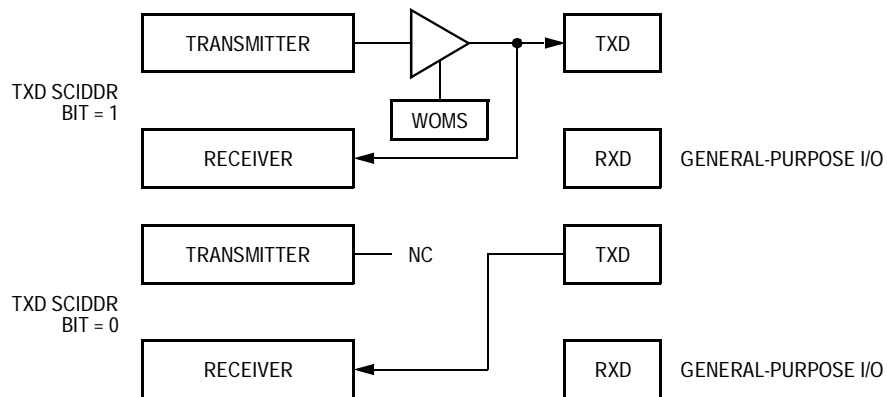 TRANSMITTER
TXD
TXD SCIDDR
BIT = 1
WOMS
RECEIVER
RXD
GENERAL-PURPOSE I/O
TRANSMITTER
NC
TXD
TXD SCIDDR
BIT = 0
RECEIVER
RXD
GENERAL-PURPOSE I/O